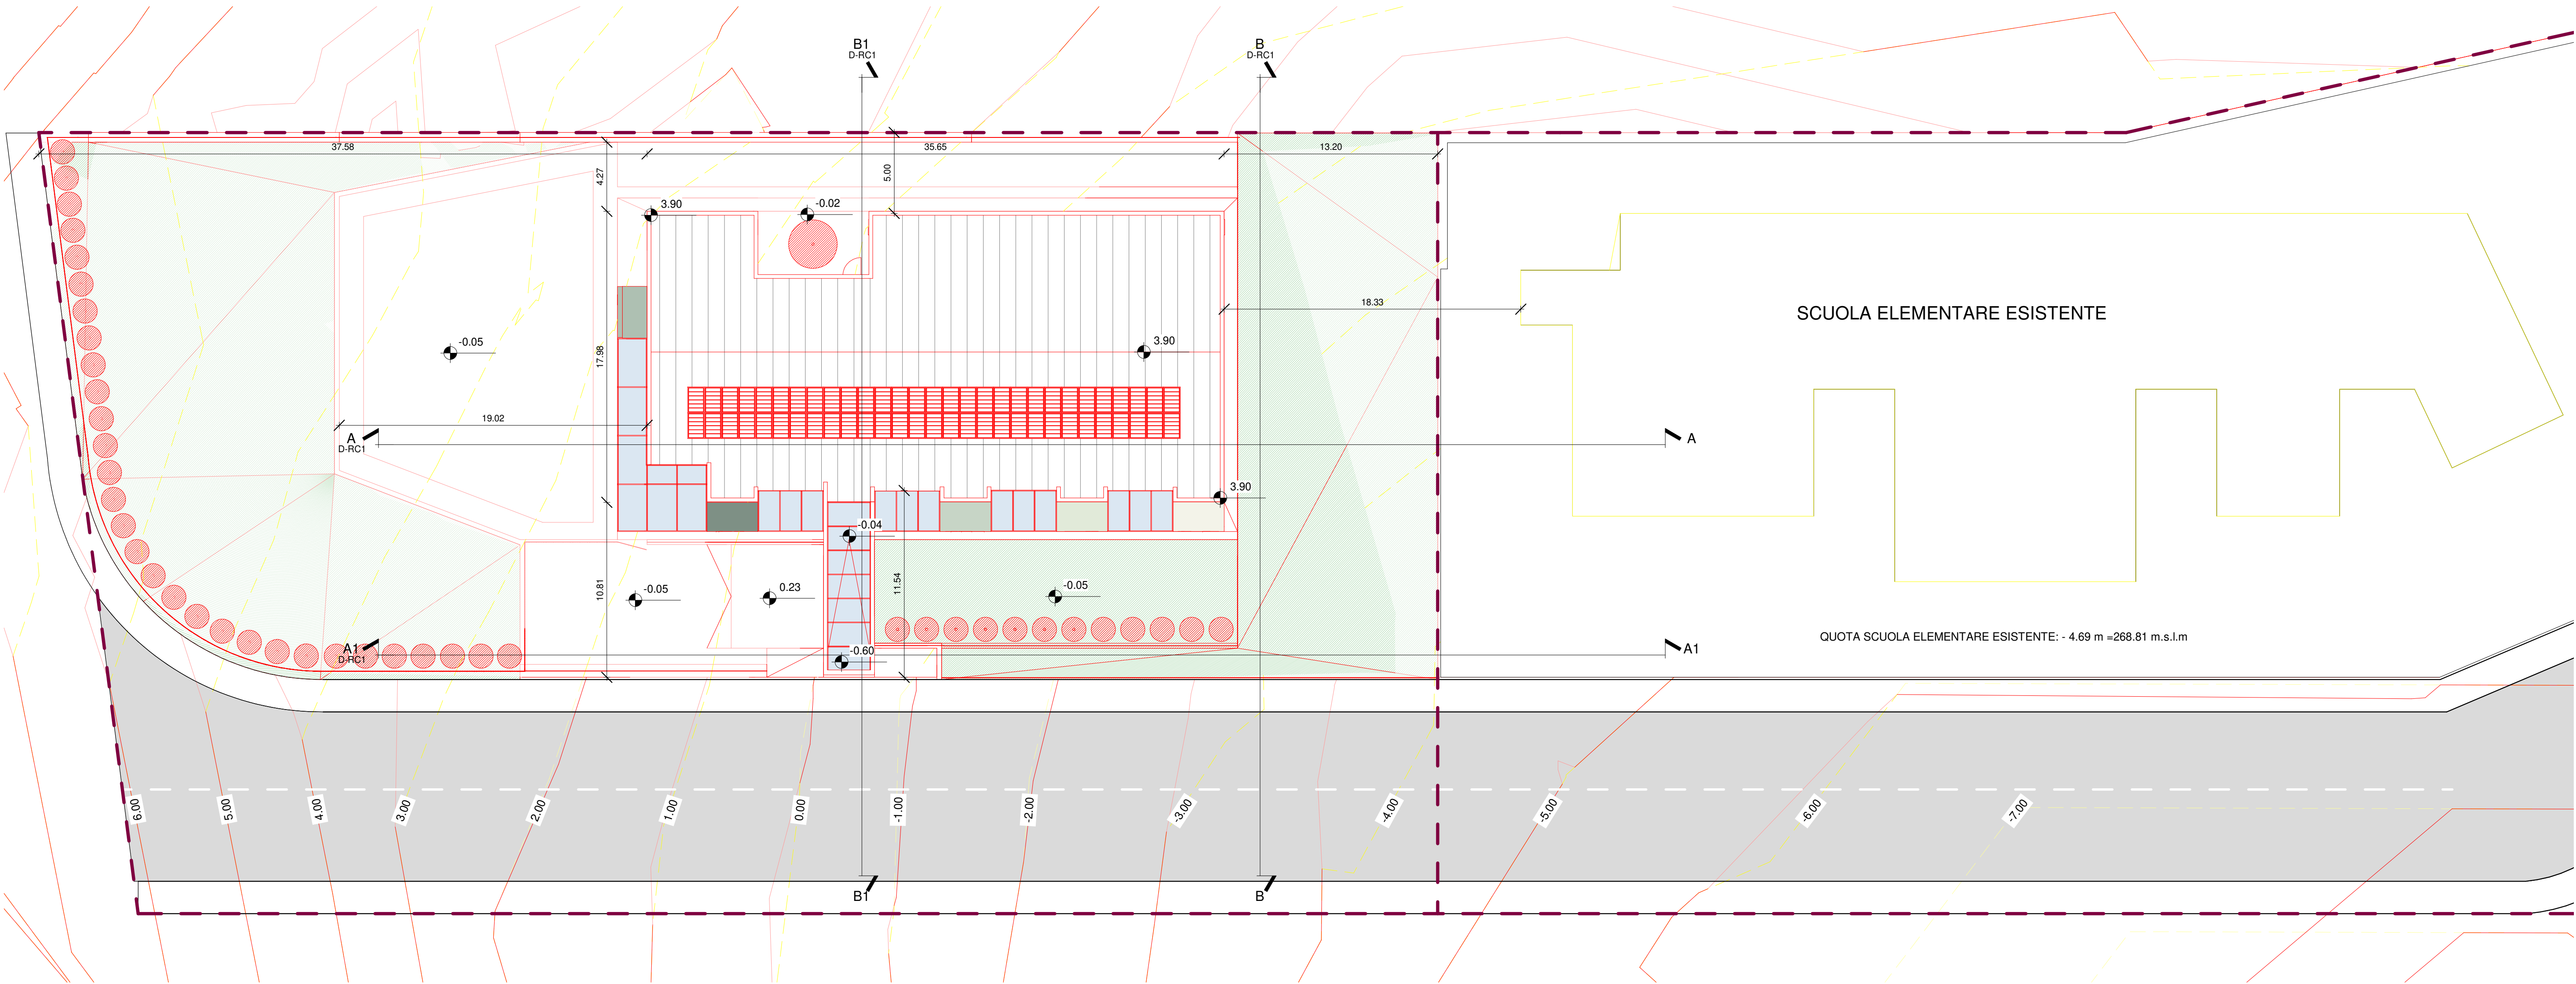 B1
D-RC1
B
D-RC1
37.58
35.65
13.20
4.27
5.00
3.90
-0.02
18.33
SCUOLA ELEMENTARE ESISTENTE
-0.05
17.98
3.90
19.02
A
D-RC1
A
3.90
-0.04
10.81
-0.05
0.23
11.54
-0.05
QUOTA SCUOLA ELEMENTARE ESISTENTE: - 4.69 m =268.81 m.s.l.m
A1
D-RC1
-0.60
A1
6.00
5.00
4.00
3.00
2.00
1.00
0.00
-1.00
-2.00
-3.00
-4.00
-5.00
-6.00
-7.00
B1
B